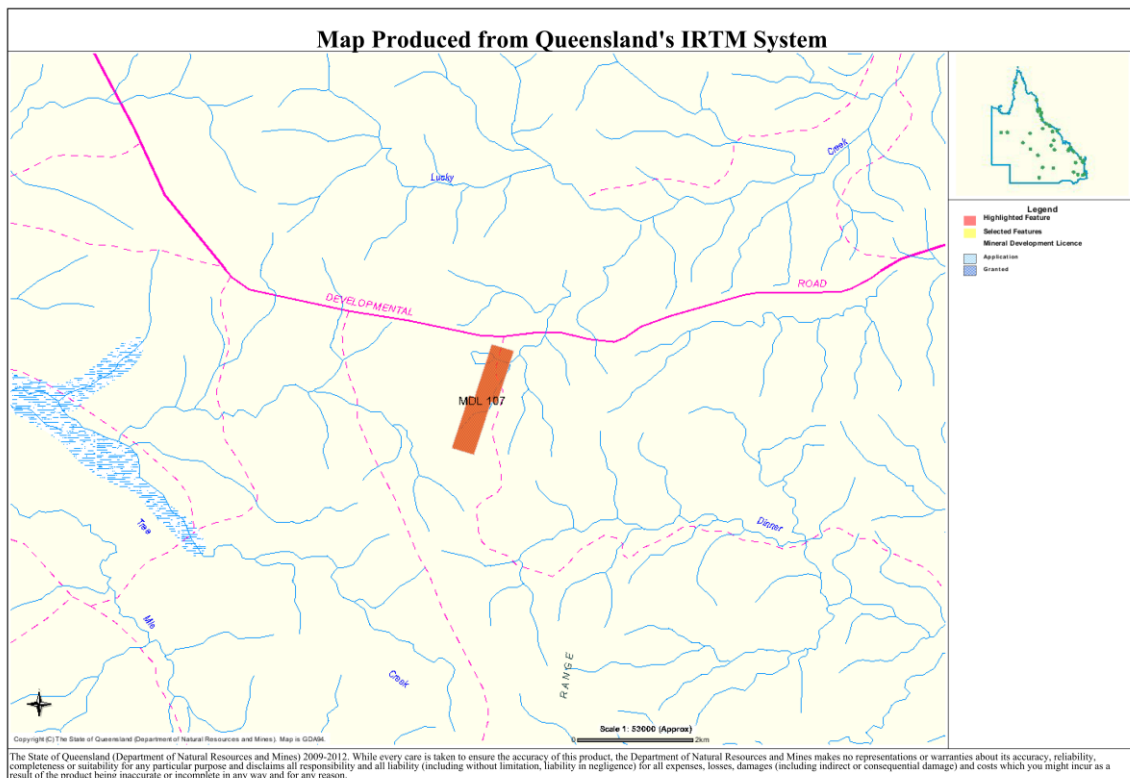 Map Produced from Queensland's IRTM System
Lucky
Creek
Legend
Highlighted Feature
Selected Features
Mineral Development Licence
Application
Granted
DEVELOPMENTAL
ROAD
MDL 107
Tree
Dinner
Mile
Creek
RANGE
Scale 1: 53000 (Approx)
0
2km
Copyright (C) The State of Queensland (Department of Natural Resources and Mines). Map is GDA94.
The State of Queensland (Department of Natural Resources and Mines) 2009-2012. While every care is taken to ensure the accuracy of this product, the Department of Natural Resources and Mines makes no representations or warranties about its accuracy, reliability,
completeness or suitability for any particular purpose and disclaims all responsibility and all liability (including without limitation, liability in negligence) for all expenses, losses, damages (including indirect or consequential damage) and costs which you might incur as a
result of the product being inaccurate or incomplete in any way and for any reason.